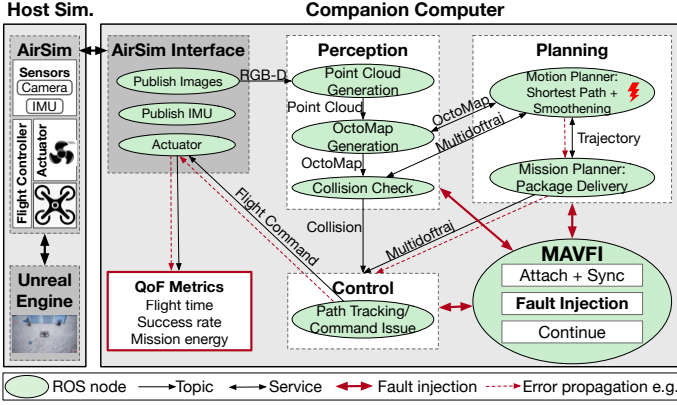 Host Sim.
Companion Computer
AirSim
Sensors
Camera
IMU
Flight Controller
Actuator
Unreal
Engine
AirSim Interface
Publish Images
Publish IMU
Actuator
RGB-D
Perception
Point Cloud
Generation
Point Cloud
OctoMap
Generation
OctoMap
Collision Check
Collision
OctoMap
Multidoftraj
Planning
Motion Planner:
Shortest Path +
Smoothening
Trajectory
Mission Planner:
Package Delivery
Flight Command
Multidoftraj
QoF Metrics
Flight time
Success rate
Mission energy
Control
Path Tracking/
Command Issue
MAVFI
Attach + Sync
Fault Injection
Continue
ROS node
Topic
Service
Fault injection
Error propagation e.g.